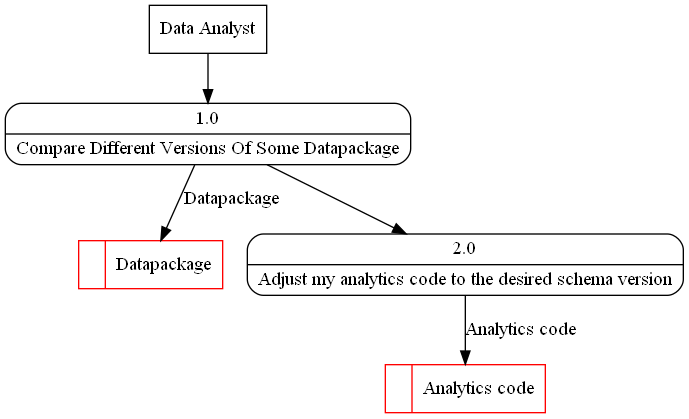 Data Analyst
1.0
Compare Different Versions Of Some Datapackage
Datapackage
Datapackage
2.0
Adjust my analytics code to the desired schema version
Analytics code
Analytics code